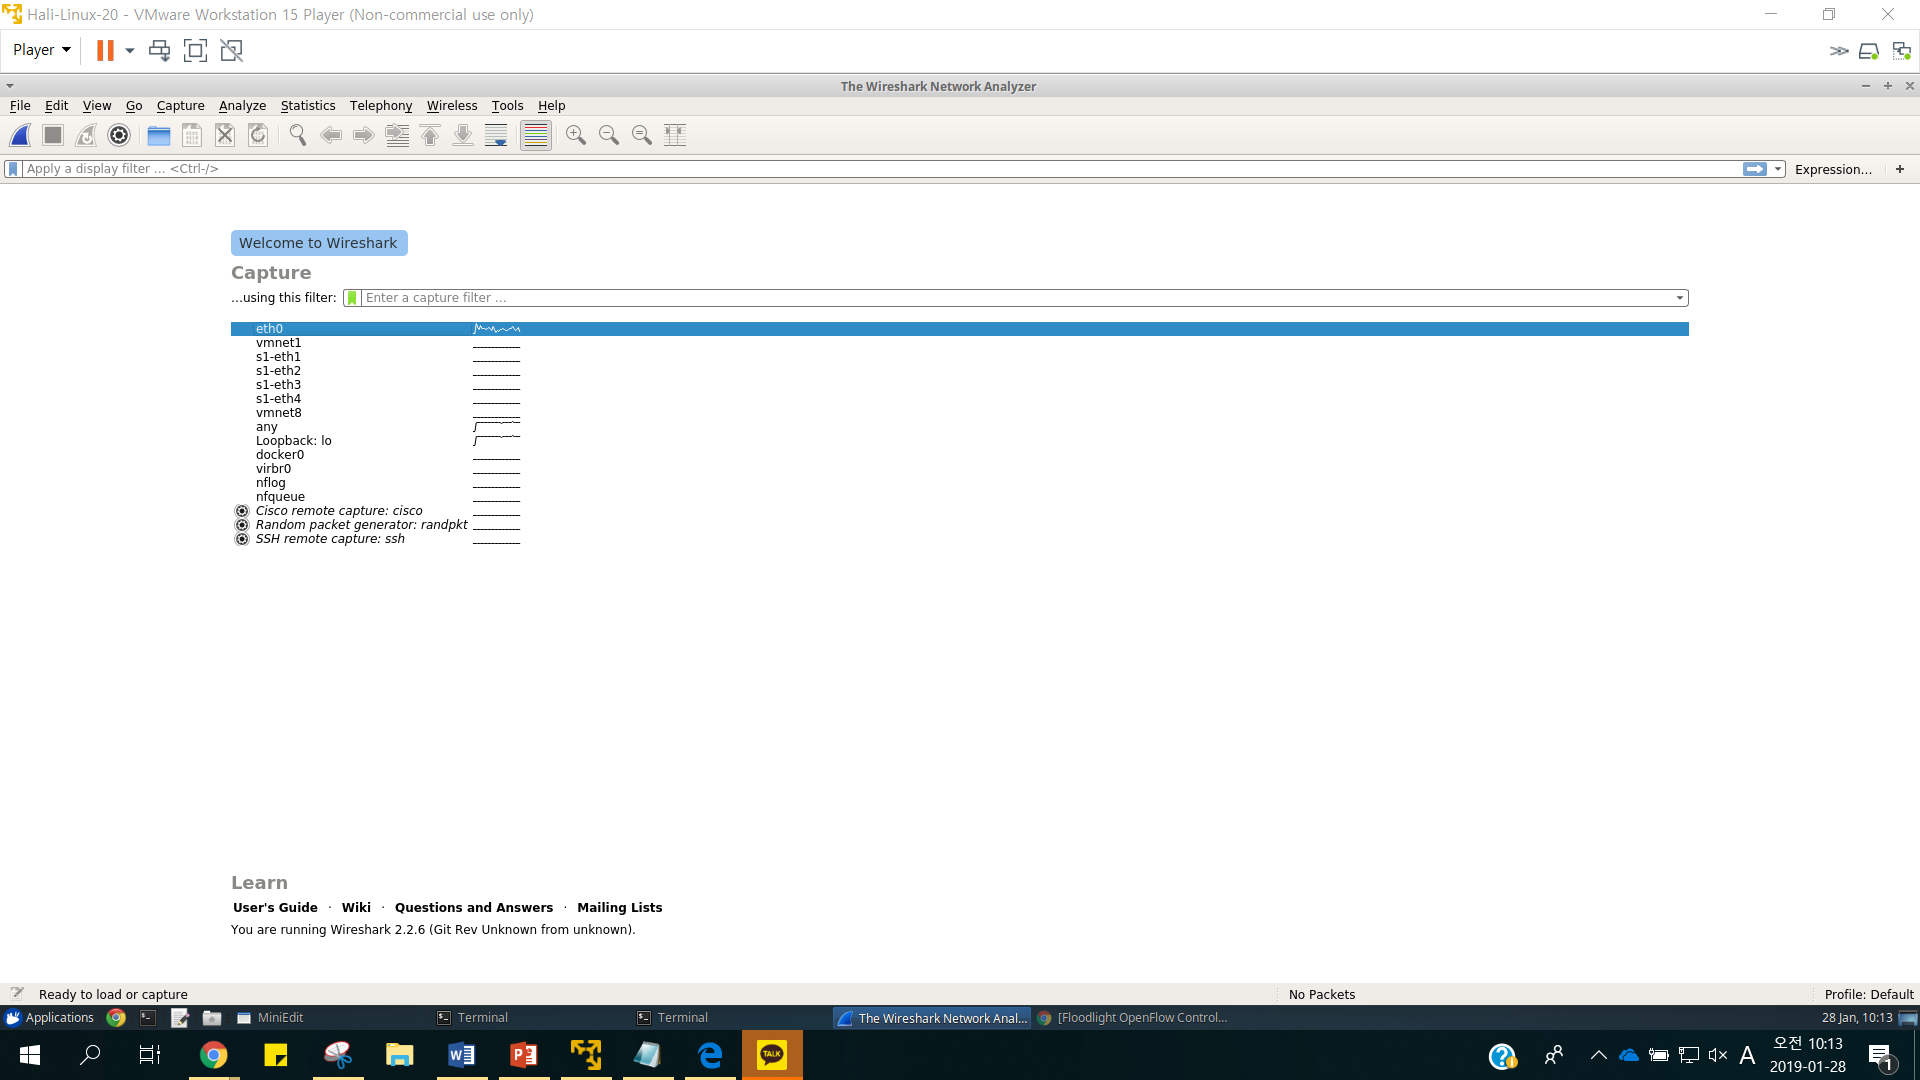 Hali-Linux-20 - VMware Workstation 15 Player (Non-commercial use only)
Player
The Wireshark Network Analyzer
File Edit View Go Capture Analyze Statistics Telephony Wireless Tools Help
Apply a display filter ... <Ctrl-/> Expression... +
Welcome to Wireshark
Capture
...using this filter: Enter a capture filter ...
eth0
vmnet1
s1-eth1
s1-eth2
s1-eth3
s1-eth4
vmnet8
any
Loopback: lo
docker0
virbr0
nflog
nfqueue
Cisco remote capture: cisco
Random packet generator: randpkt
SSH remote capture: ssh
Learn
User's Guide · Wiki · Questions and Answers · Mailing Lists
You are running Wireshark 2.2.6 (Git Rev Unknown from unknown).
Ready to load or capture No Packets Profile: Default
Applications MiniEdit Terminal Terminal The Wireshark Network Anal... [Floodlight OpenFlow Control... 28 Jan, 10:13
TALK A 오전 10:13
2019-01-28 1